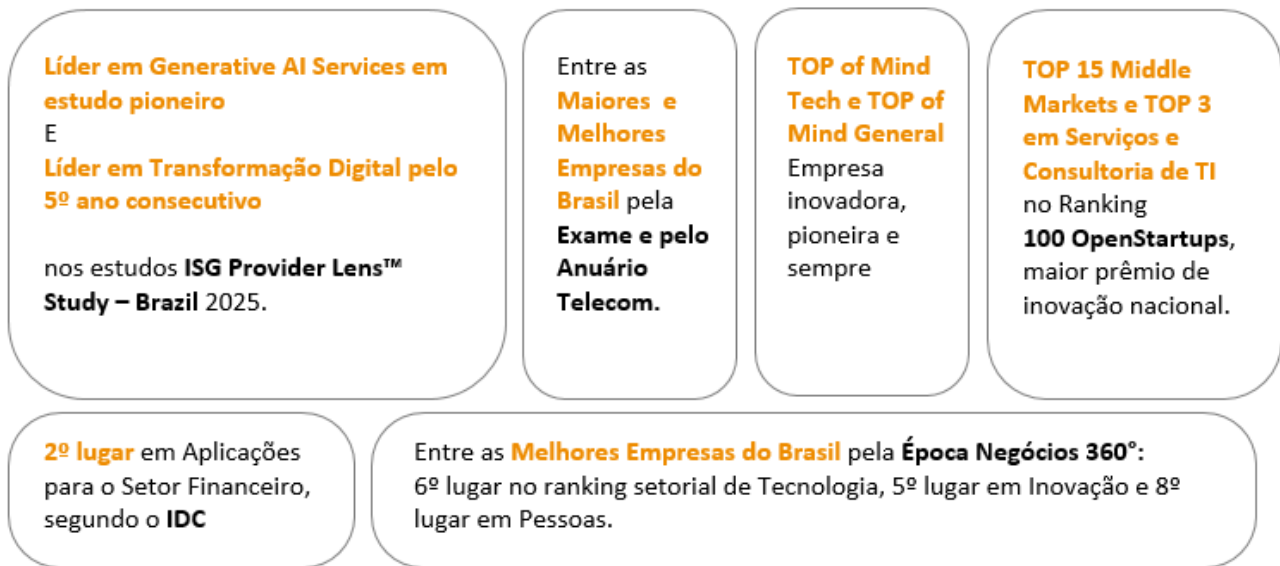 Líder em Generative AI Services em
estudo pioneiro
E
Líder em Transformação Digital pelo
5º ano consecutivo
nos estudos ISG Provider Lens™
Study – Brazil 2025.
Entre as
Maiores e
Melhores
Empresas do
Brasil pela
Exame e pelo
Anuário
Telecom.
TOP of Mind
Tech e TOP of
Mind General
Empresa
inovadora,
pioneira e
sempre
TOP 15 Middle
Markets e TOP 3
em Serviços e
Consultoria de TI
no Ranking
100 OpenStartups,
maior prêmio de
inovação nacional.
2º lugar em Aplicações
para o Setor Financeiro,
segundo o IDC
Entre as Melhores Empresas do Brasil pela Época Negócios 360°:
6º lugar no ranking setorial de Tecnologia, 5º lugar em Inovação e 8º
lugar em Pessoas.